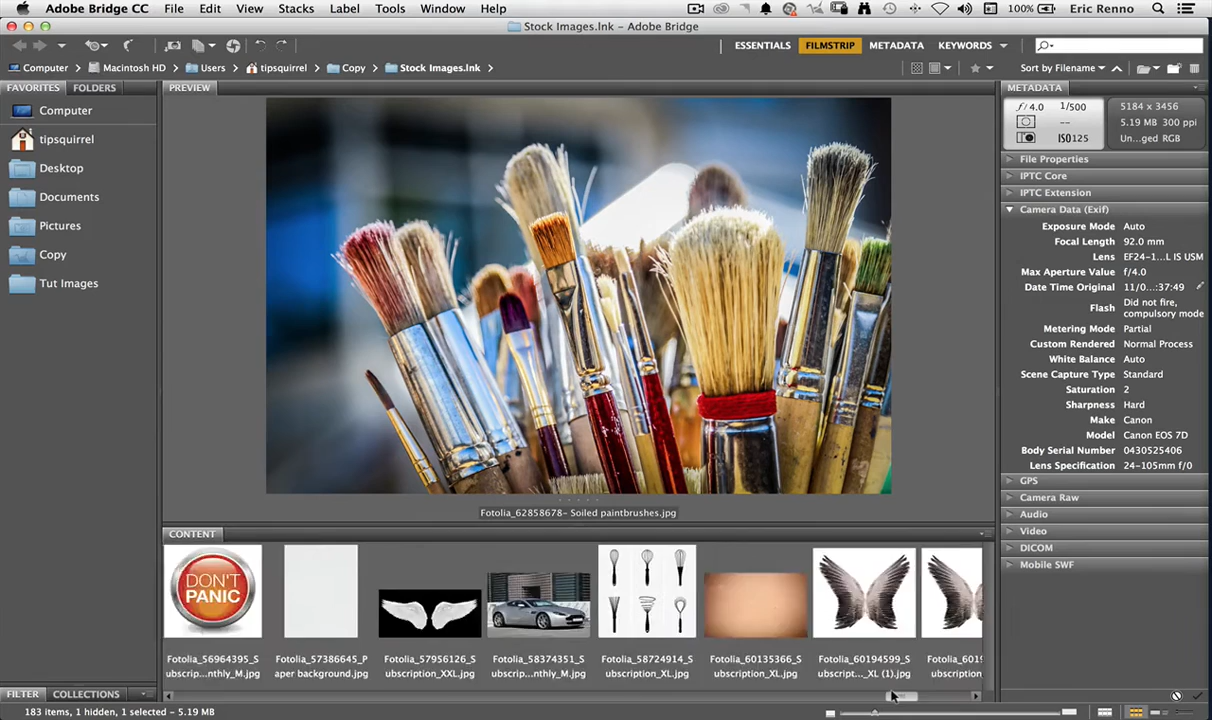 Adobe Bridge CC File Edit View Stacks Label Tools Window Help 100% Eric Renno
Stock Images.lnk – Adobe Bridge
ESSENTIALS FILMSTRIP METADATA KEYWORDS
Computer Macintosh HD Users tipsquirrel Copy Stock Images.lnk Sort by Filename
FAVORITES FOLDERS
Computer
tipsquirrel
Desktop
Documents
Pictures
Copy
Tut Images
FILTER COLLECTIONS
PREVIEW
Fotolia_62858678- Soiled paintbrushes.jpg
CONTENT
DON'T
PANIC
Fotolia_56964395_S
ubscription_...nthly_M.jpg
Fotolia_57386645_P
aper background.jpg
Fotolia_57956126_S
ubscription_XXL.jpg
Fotolia_58374351_S
ubscrip...nthly_M.jpg
Fotolia_58724914_S
ubscription_XL.jpg
Fotolia_60135366_S
ubscription_XL.jpg
Fotolia_60194599_S
ubscript..._XL (1).jpg
METADATA
f/ 4.0 1/500
--
ISO125
5184 x 3456
5.19 MB 300 ppi
Un...ged RGB
File Properties
IPTC Core
IPTC Extension
Camera Data (Exif)
Exposure Mode Auto
Focal Length 92.0 mm
Lens EF24-1...L IS USM
Max Aperture Value f/4.0
Date Time Original 11/0...:37:49
Flash Did not fire,
compulsory mode
Metering Mode Partial
Custom Rendered Normal Process
White Balance Auto
Scene Capture Type Standard
Saturation 2
Sharpness Hard
Make Canon
Model Canon EOS 7D
Body Serial Number 0430525406
Lens Specification 24-105mm f/0
GPS
Camera Raw
Audio
Video
DICOM
Mobile SWF
183 items, 1 hidden, 1 selected – 5.19 MB